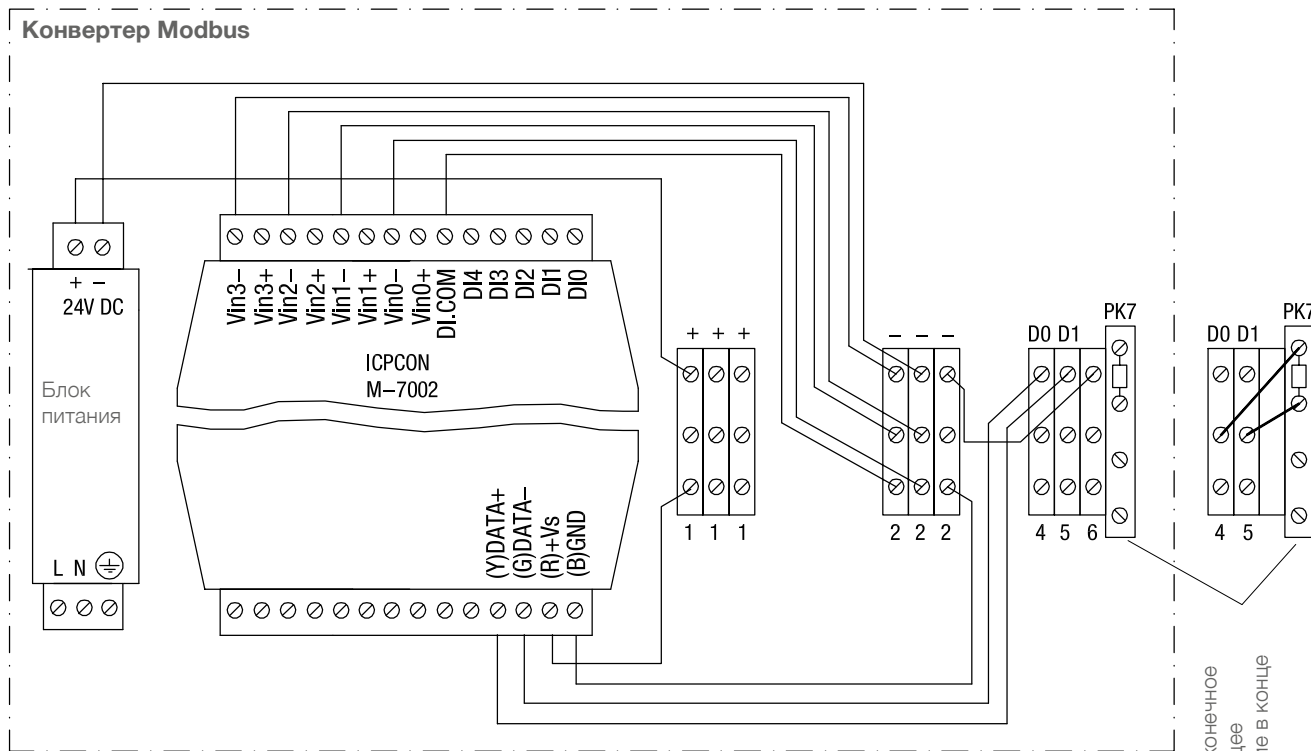 Конвертер Modbus
+ −
24V DC
Блок
питания
L N
Vin3−
Vin3+
Vin2−
Vin2+
Vin1−
Vin1+
Vin0−
Vin0+
DI.COM
DI4
DI3
DI2
DI1
DI0
ICPCON
M−7002
(Y)DATA+
(G)DATA−
(R)+Vs
(B)GND
+ + +
1 1 1
− − −
2 2 2
D0 D1
PK7
4 5 6
D0 D1
PK7
4 5
в конце